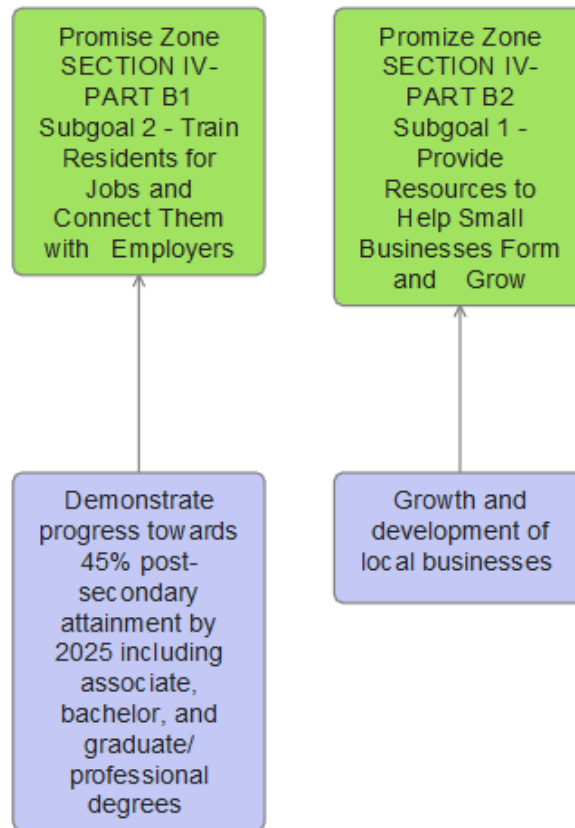 Promise Zone
SECTION IV-
PART B1
Subgoal 2 - Train
Residents for
Jobs and
Connect Them
with Employers
Promize Zone
SECTION IV-
PART B2
Subgoal 1 -
Provide
Resources to
Help Small
Businesses Form
and Grow
Demonstrate
progress towards
45% post-
secondary
attainment by
2025 including
associate,
bachelor, and
graduate/
professional
degrees
Growth and
development of
local businesses